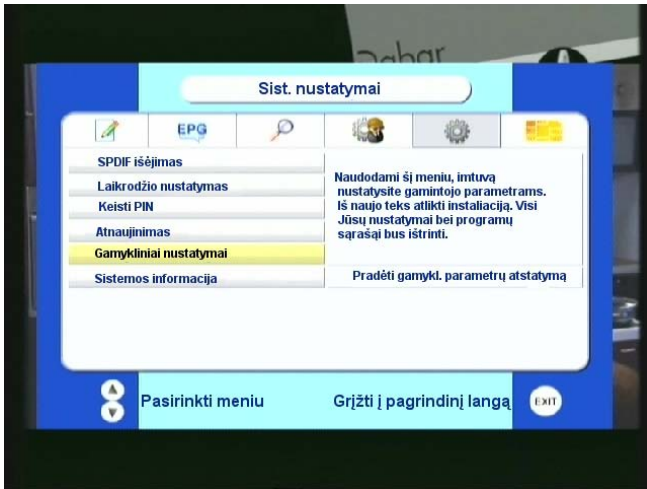 Dahar
Sist. nustatymai
EPG
SPDIF išėjimas
Laikrodžio nustatymas
Keisti PIN
Atnaujinimas
Gamykliniai nustatymai
Sistemos informacija
Naudodami šį meniu, imtuvą
nustatysite gamintojo parametrams.
Iš naujo teks atlikti instaliaciją. Visi
Jūsų nustatymai bei programų
sąrašai bus ištrinti.
Pradėti gamykl. parametrų atstatymą
Pasirinkti meniu
Grįžti į pagrindinį langą
EXIT